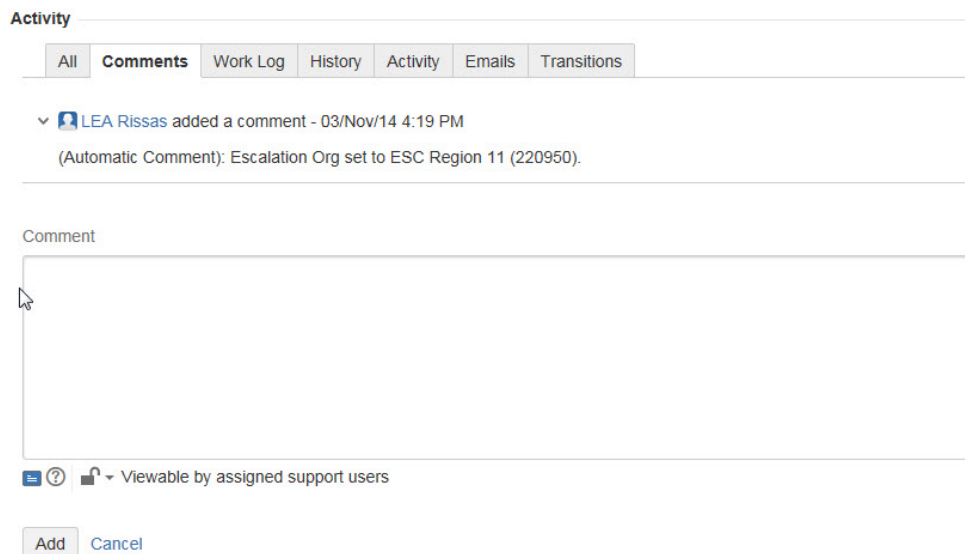 Activity
All Comments Work Log History Activity Emails Transitions
LEA Rissas added a comment - 03/Nov/14 4:19 PM
(Automatic Comment): Escalation Org set to ESC Region 11 (220950).
Comment
Viewable by assigned support users
Add Cancel